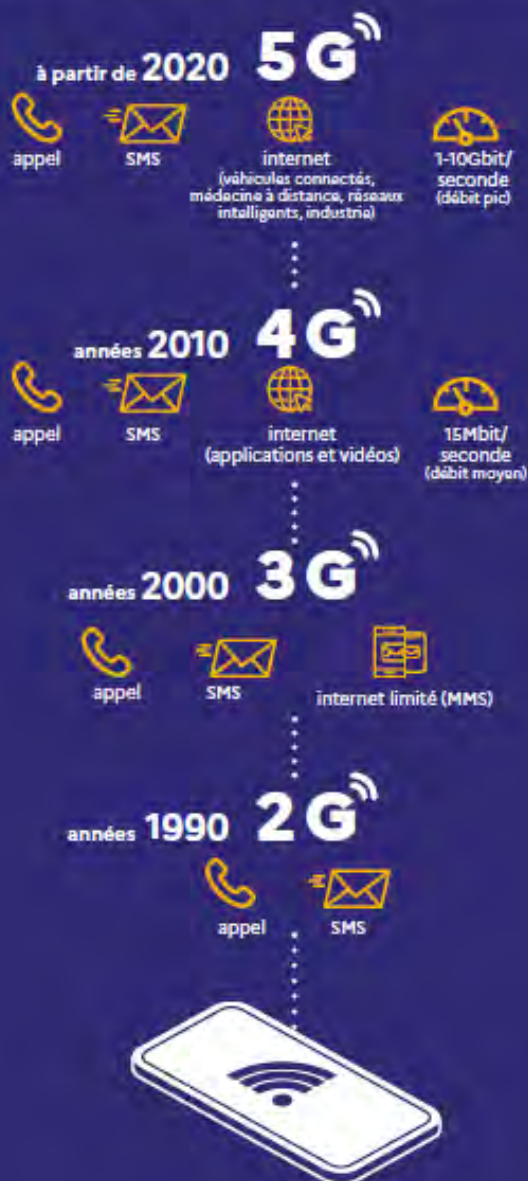 à partir de 2020 5G
appel
SMS
internet
(véhicules connectés,
médecine à distance, réseaux
intelligents, industrie)
1-10Gbit/
seconde
(débit pic)
années 2010 4G
appel
SMS
internet
(applications et vidéos)
15Mbit/
seconde
(débit moyen)
années 2000 3G
appel
SMS
internet limité (MMS)
années 1990 2G
appel
SMS